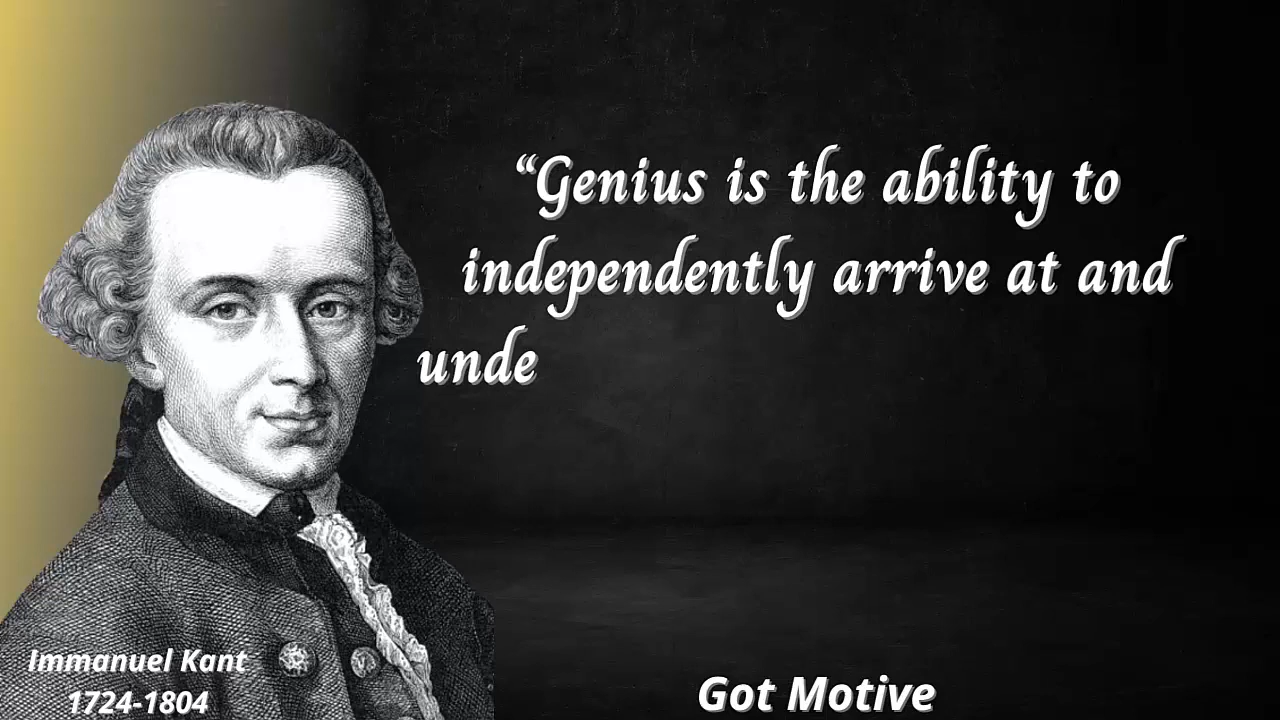 “Genius is the ability to
independently arrive at and
unde
Immanuel Kant
1724-1804
Got Motive